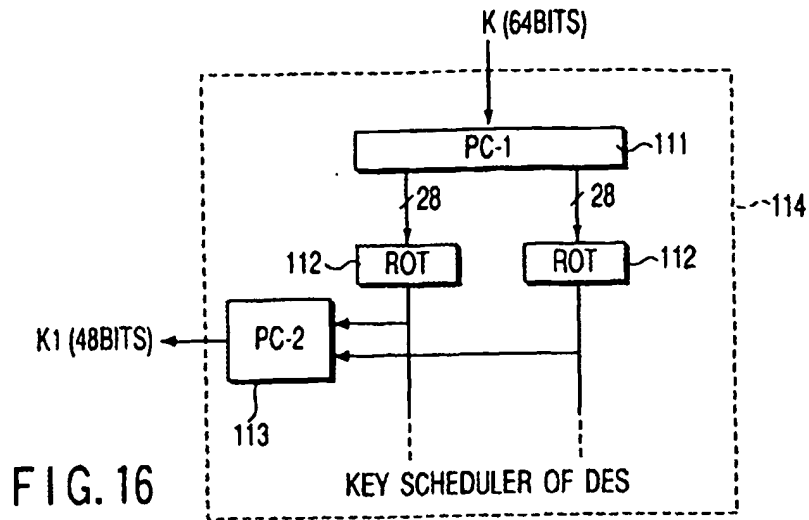 K (64BITS)
PC-1
111
28
28
114
112
ROT
ROT
112
K1 (48BITS)
PC-2
113
FIG. 16
KEY SCHEDULER OF DES